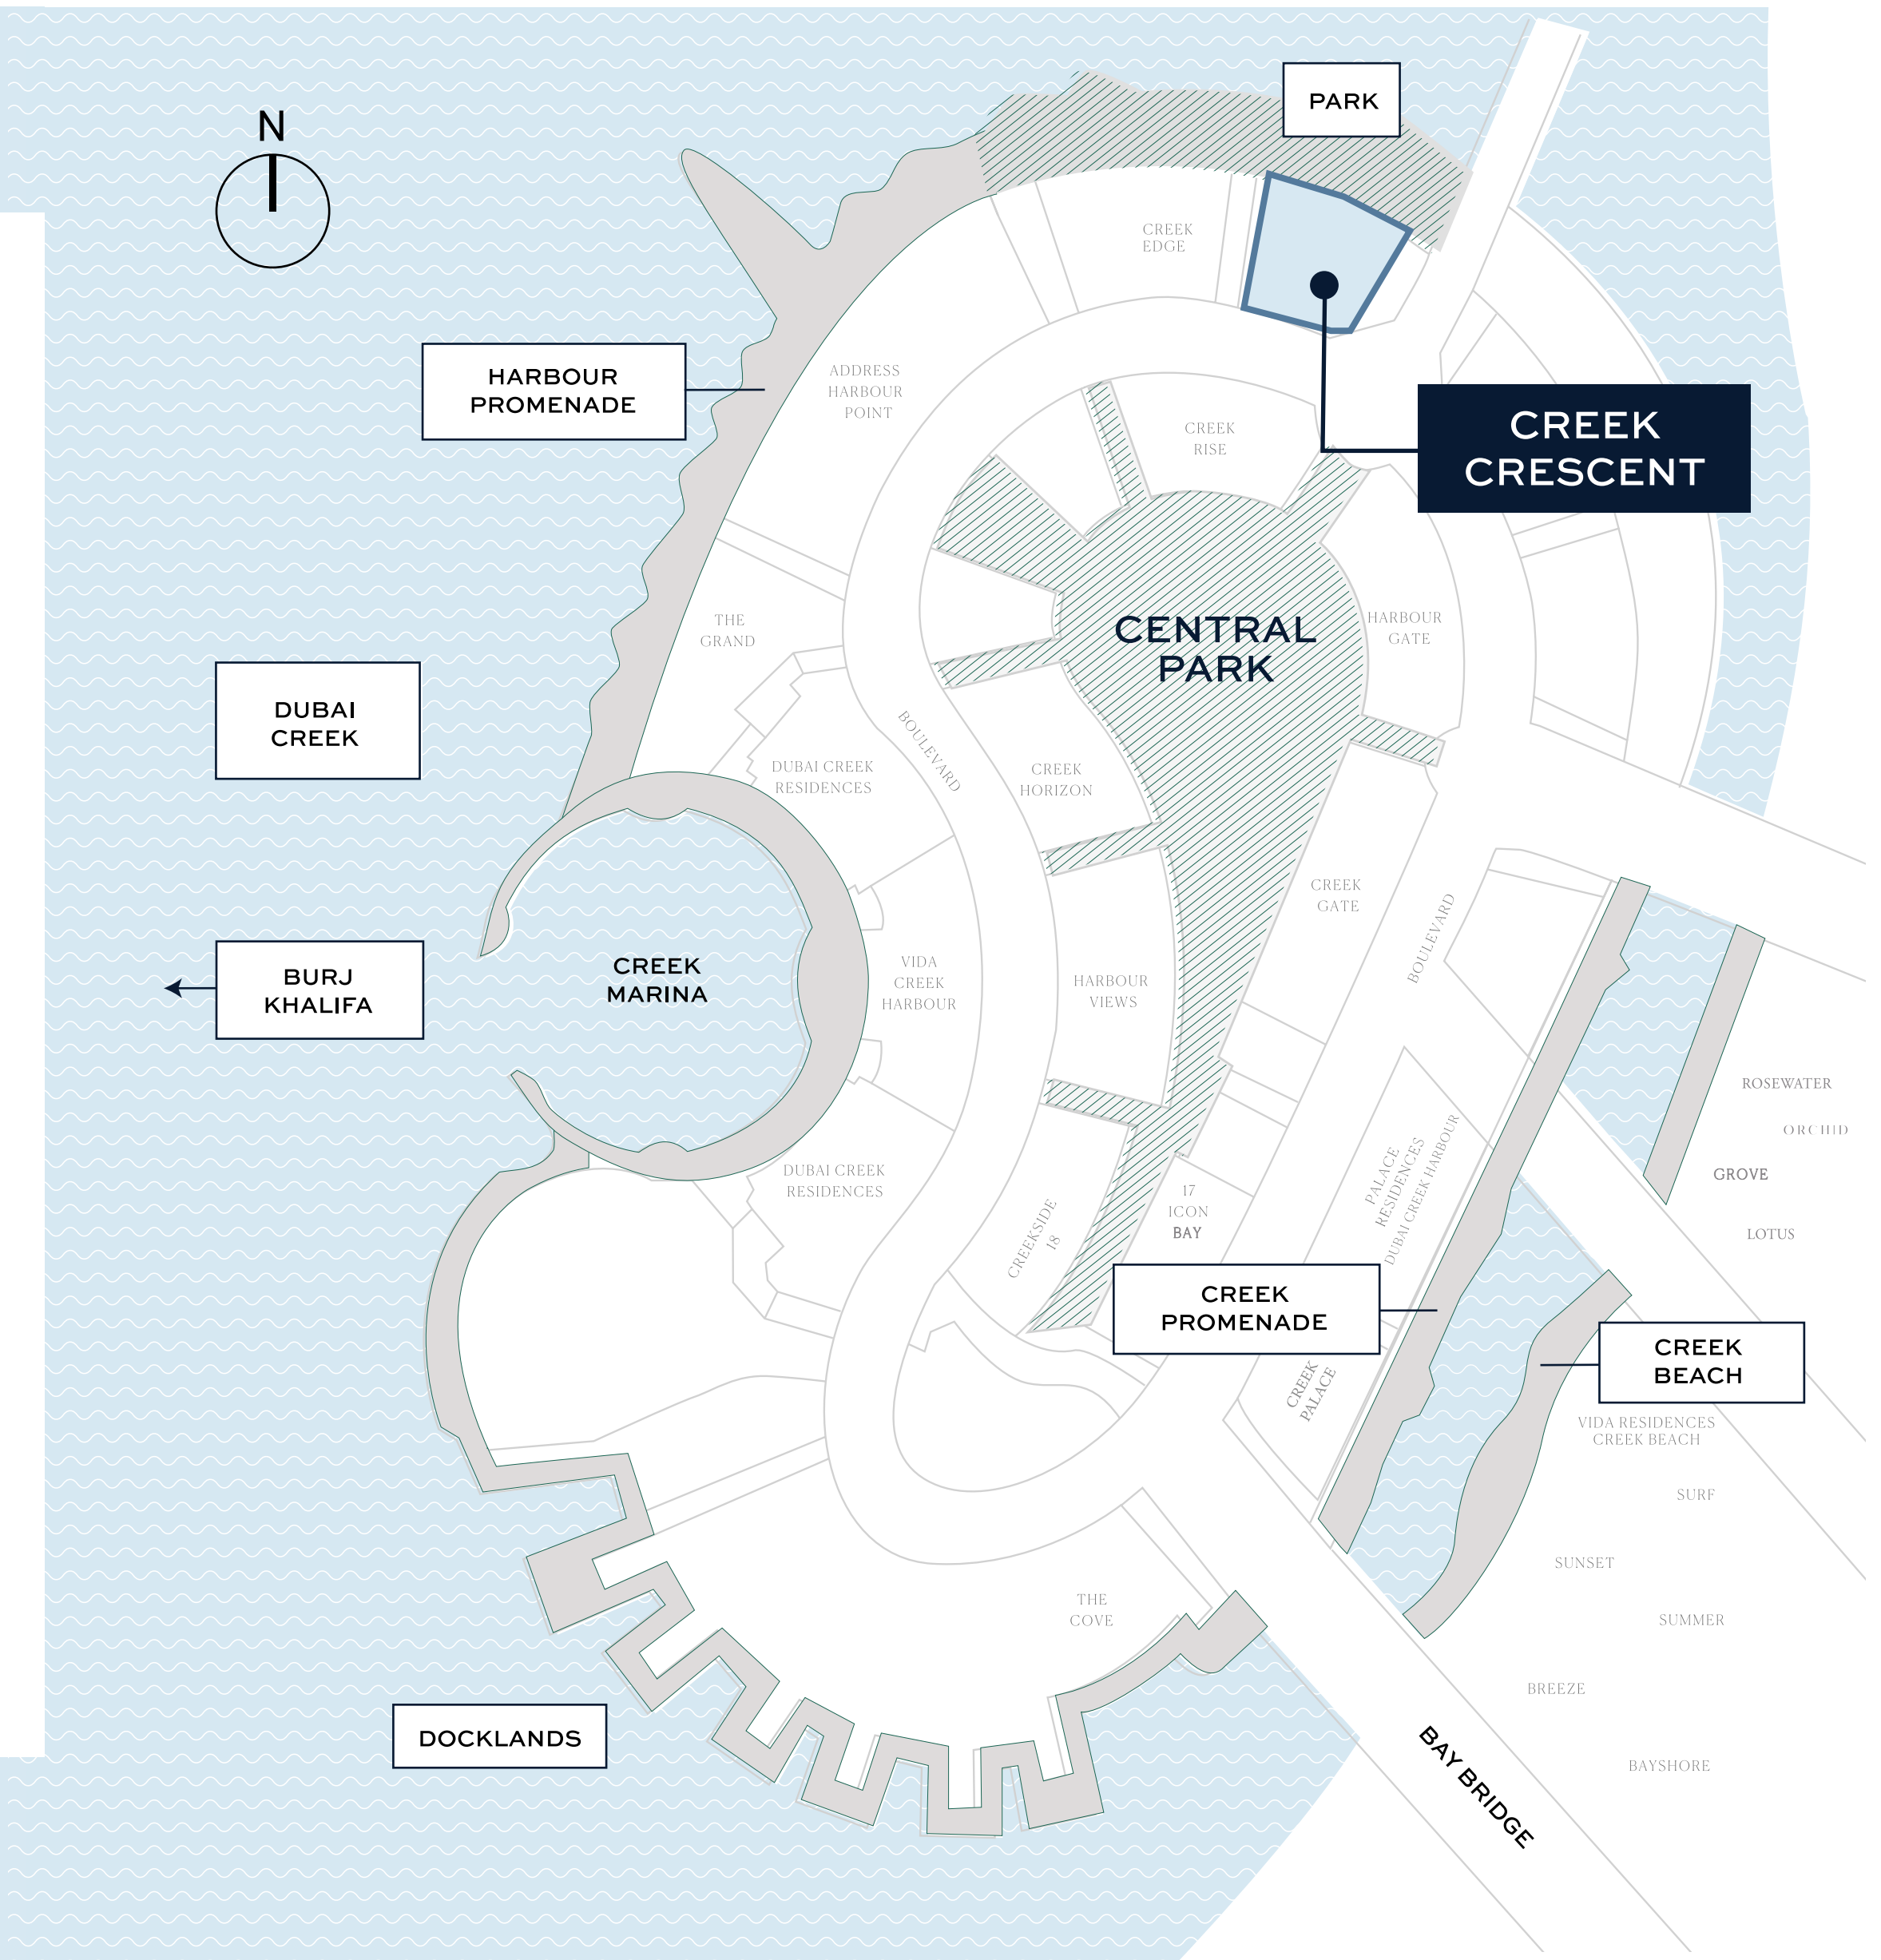 PARK
N
CREEK
EDGE
HARBOUR
PROMENADE
ADDRESS
HARBOUR
POINT
CREEK
RISE
CREEK
CRESCENT
THE
GRAND
CENTRAL
PARK
HARBOUR
GATE
DUBAI
CREEK
BOULEVARD
DUBAI CREEK
RESIDENCES
CREEK
HORIZON
CREEK
GATE
BOULEVARD
BURJ
KHALIFA
CREEK
MARINA
VIDA
CREEK
HARBOUR
HARBOUR
VIEWS
ROSEWATER
ORCHID
GROVE
LOTUS
DUBAI CREEK
RESIDENCES
CREEKSIDE
18
17
ICON
BAY
PALACE
RESIDENCES
DUBAI CREEK HARBOUR
CREEK
PROMENADE
CREEK
BEACH
CREEK
PALACE
VIDA RESIDENCES
CREEK BEACH
SURF
SUNSET
THE
COVE
SUMMER
BREEZE
DOCKLANDS
BAY BRIDGE
BAYSHORE